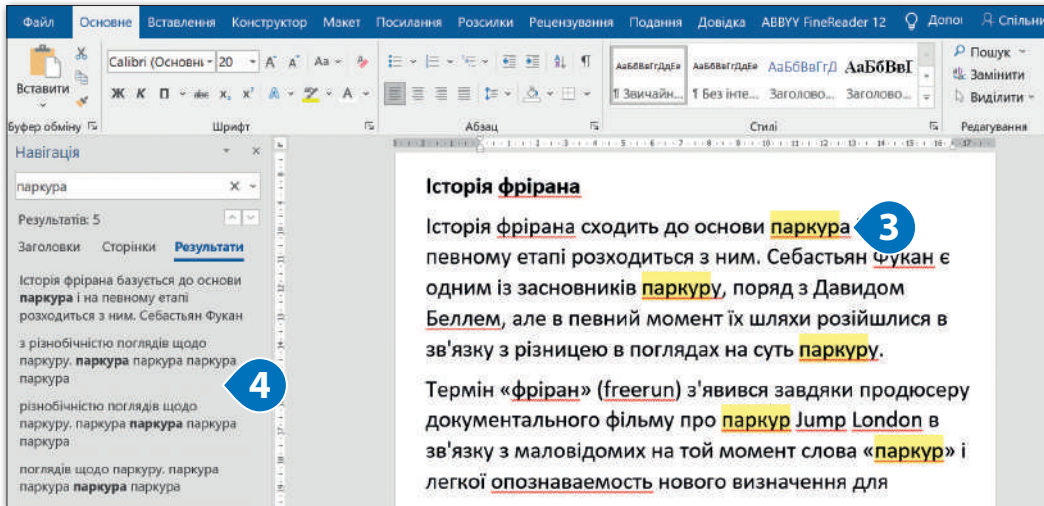 Файл Основне Вставлення Конструктор Макет Посилання Розсилки Рецензування Подання Довідка ABBYY FineReader 12 Допо Спільни
Вставити
Calibri (Основни 20 А А Аа
Ж К П abc x₂ x² А А
АаБбВвГгДдЕе АаБбВвГгДдЕе АаБбВвГгД АаБбВвГ
¶ Звичайн... ¶ Без інте... Заголово... Заголово...
Пошук
Замінити
Виділити
Буфер обміну Шрифт Абзац Стилі Редагування
Навігація
паркура
Результатів: 5
Заголовки Сторінки Результати
Історія фрірана базується до основи
паркура і на певному етапі
розходиться з ним. Себастьян Фукан
з різнобічністю поглядів щодо
паркуру. паркура паркура паркура
паркура
4
різнобічністю поглядів щодо
паркуру. паркура паркура паркура
паркура
поглядів щодо паркуру. паркура
паркура паркура паркура
Історія фрірана
Історія фрірана сходить до основи паркура
3
певному етапі розходиться з ним. Себастьян Фукан є
одним із засновників паркуру, поряд з Давидом
Беллем, але в певний момент їх шляхи розійшлися в
зв'язку з різницею в поглядах на суть паркуру.
Термін «фріран» (freerun) з'явився завдяки продюсеру
документального фільму про паркур Jump London в
зв'язку з маловідомих на той момент слова «паркур» і
легкої опознаваемость нового визначення для